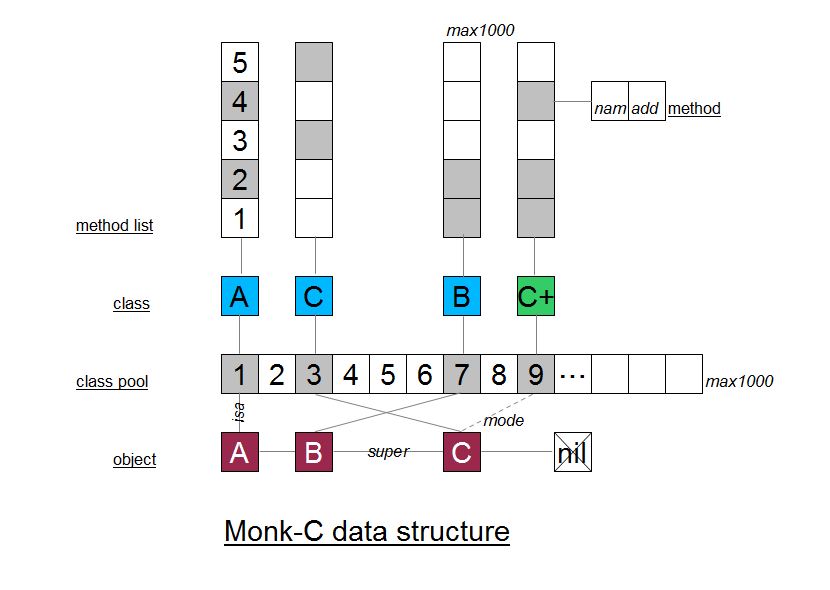 max1000
5
4
nam add method
3
2
method list 1
class A C B C+
class pool 1 2 3 4 5 6 7 8 9 ... max1000
isa
mode
object A B super C nil
Monk-C data structure